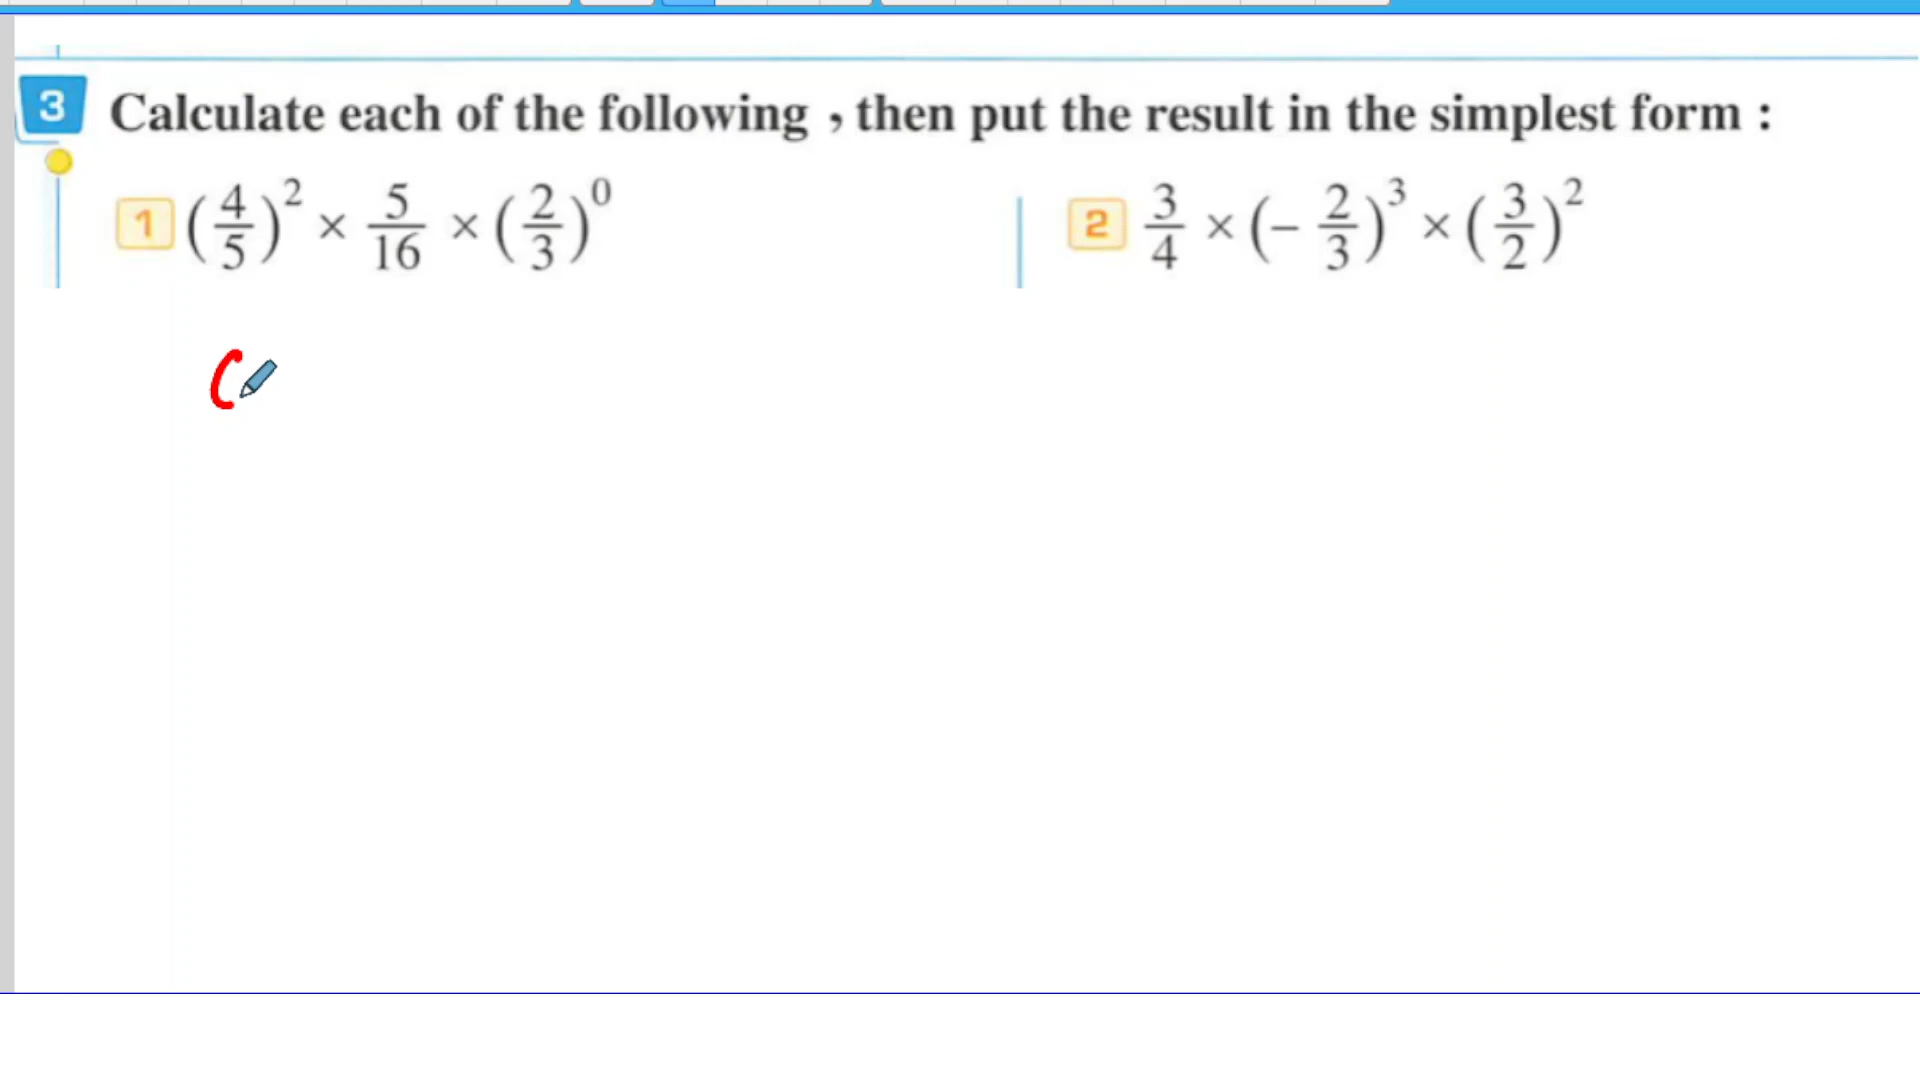 3 Calculate each of the following , then put the result in the simplest form :
1 (4/5)² × 5/16 × (2/3)⁰
2 3/4 × (- 2/3)³ × (3/2)²
(